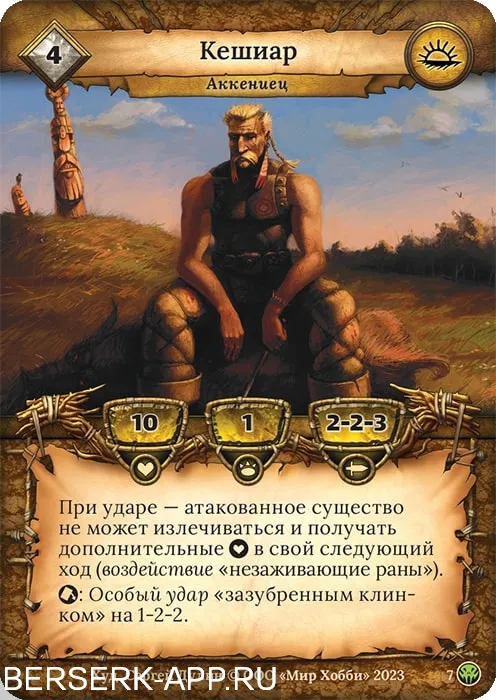 4
Кешиар
Аккениец
10
1
2-2-3
При ударе — атакованное существо
не может излечиваться и получать
дополнительные в свой следующий
ход (воздействие «незаживающие раны»).
: Особый удар «зазубренным клин-
ком» на 1-2-2.
© ООО «Мир Хобби» 2023
7
BERSERK-APP.RU